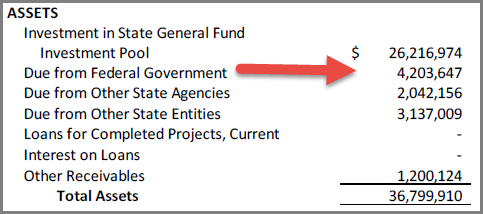 ASSETS
Investment in State General Fund
Investment Pool $ 26,216,974
Due from Federal Government 4,203,647
Due from Other State Agencies 2,042,156
Due from Other State Entities 3,137,009
Loans for Completed Projects, Current -
Interest on Loans -
Other Receivables 1,200,124
Total Assets 36,799,910